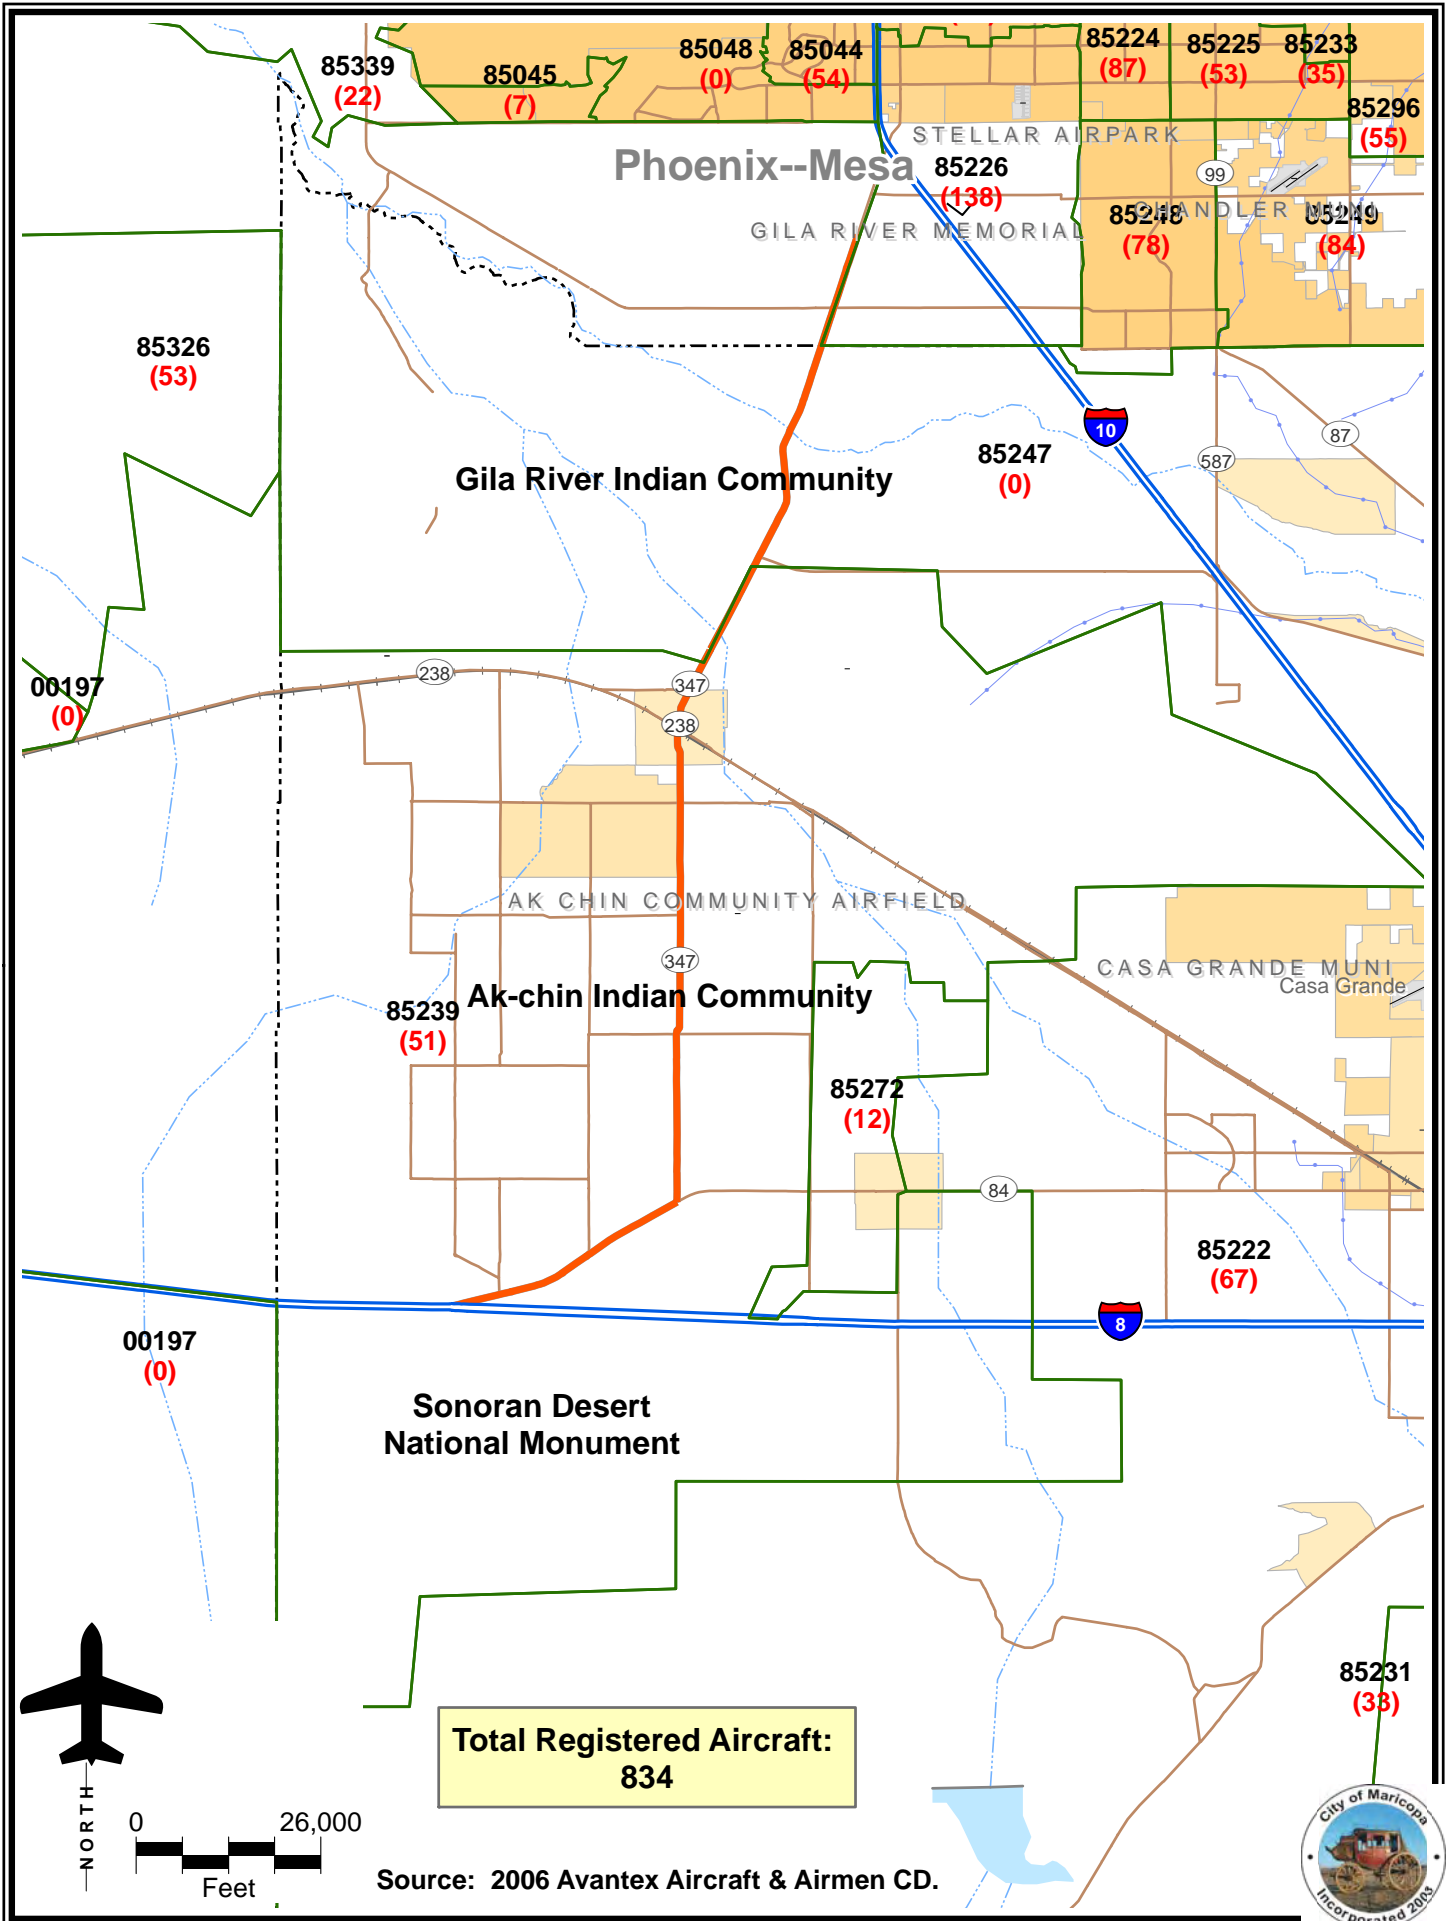 85339
(22)
85045
(7)
85048
(0)
85044
(54)
85224
(87)
85225
(53)
85233
(35)
85296
(55)
STELLAR AIRPARK
Phoenix--Mesa
85226
(138)
99
GILA RIVER MEMORIAL
CHANDLER MUNI
85248
(78)
85249
(84)
85326
(53)
10
87
587
85247
(0)
Gila River Indian Community
00197
(0)
238
347
238
AK CHIN COMMUNITY AIRFIELD
347
CASA GRANDE MUNI
Casa Grande
Ak-chin Indian Community
85239
(51)
85272
(12)
84
85222
(67)
8
00197
(0)
Sonoran Desert
National Monument
85231
(33)
Total Registered Aircraft:
834
NORTH
0 26,000
Feet
Source: 2006 Avantex Aircraft & Airmen CD.
City of Maricopa
Incorporated 2003